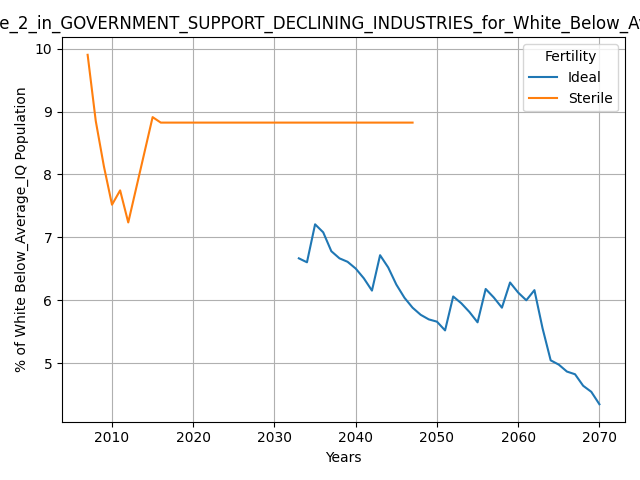 e_2_in_GOVERNMENT_SUPPORT_DECLINING_INDUSTRIES_for_White_Below_A
Fertility
Ideal
Sterile
% of White Below_Average_IQ Population
10
9
8
7
6
5
2010 2020 2030 2040 2050 2060 2070
Years